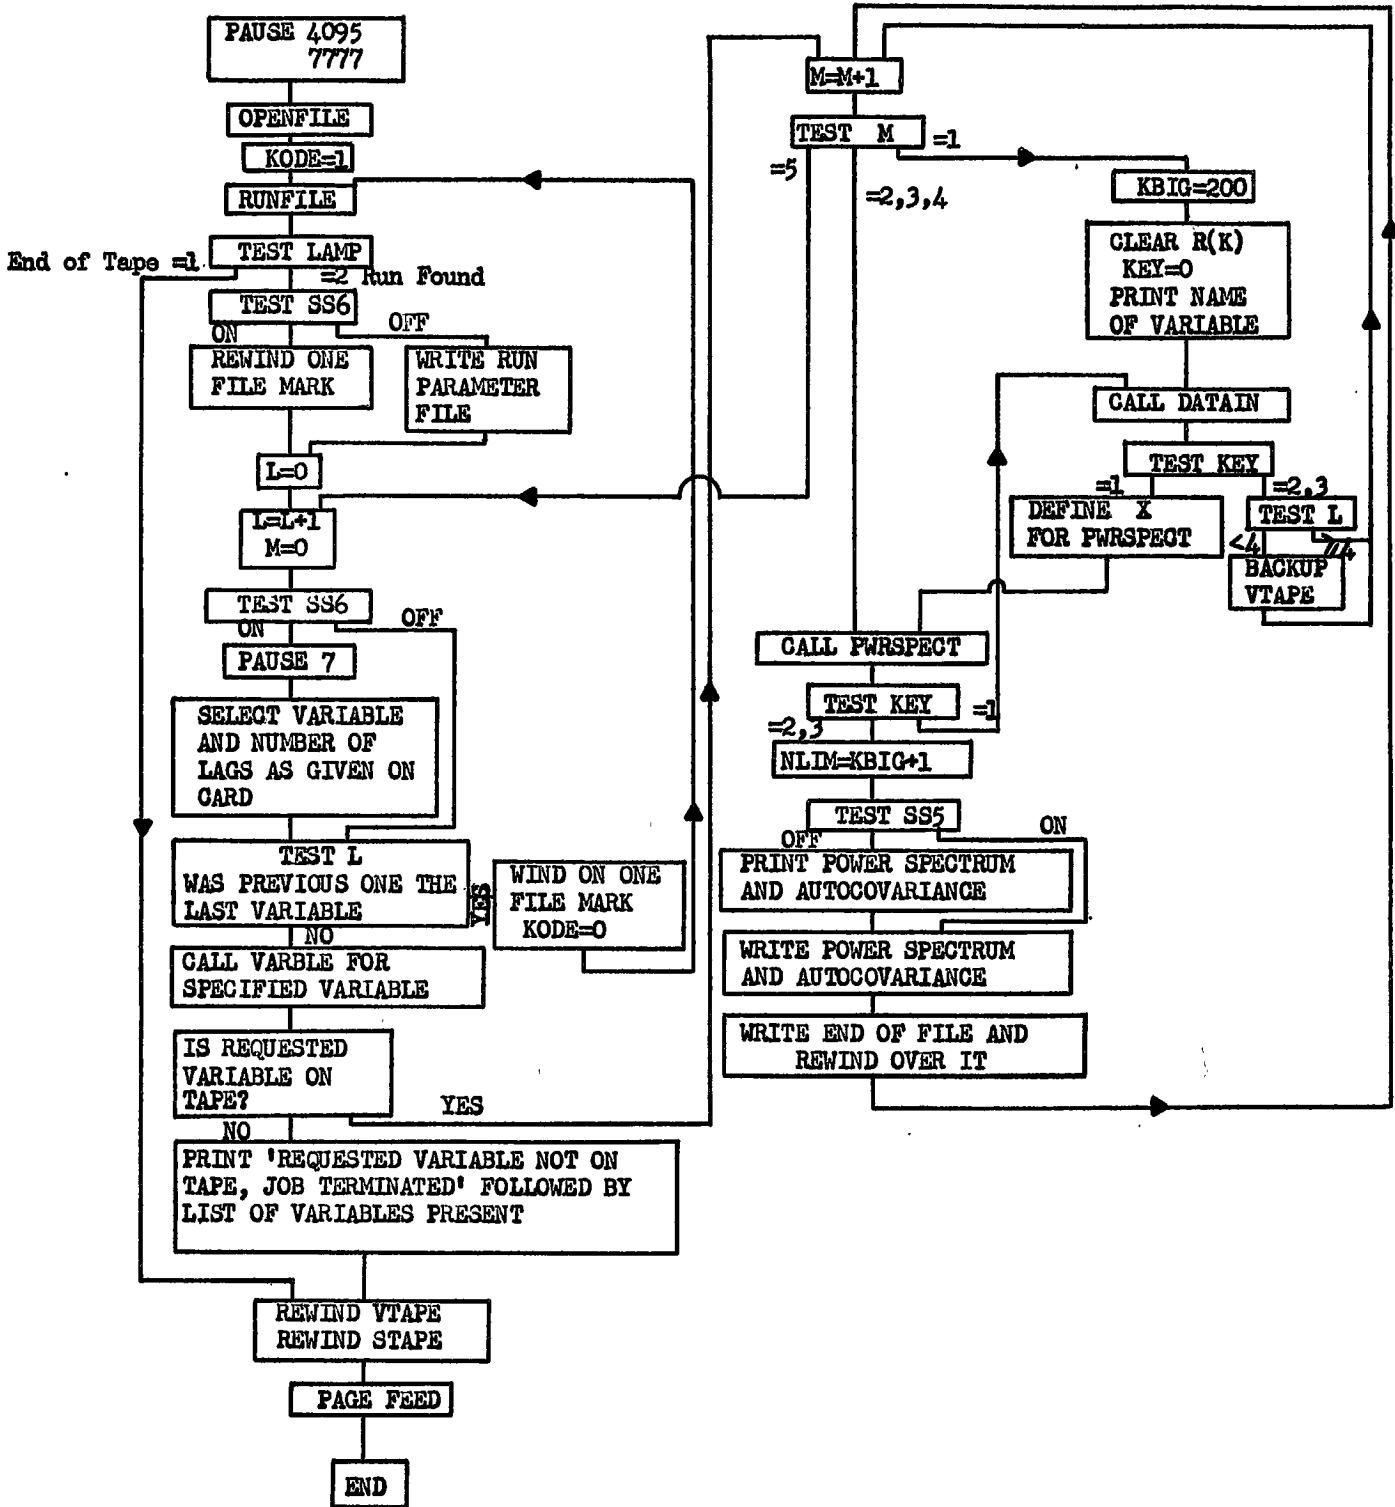 PAUSE 4095
7777
OPENFILE
KODE=1
RUNFILE
TEST LAMP
End of Tape =1
=2 Run Found
TEST SS6
ON
OFF
REWIND ONE
FILE MARK
WRITE RUN
PARAMETER
FILE
L=0
L=L+1
M=0
TEST SS6
ON
OFF
PAUSE 7
SELECT VARIABLE
AND NUMBER OF
LAGS AS GIVEN ON
CARD
TEST L
WAS PREVIOUS ONE THE
LAST VARIABLE
YES
WIND ON ONE
FILE MARK
KODE=0
NO
CALL VARBLE FOR
SPECIFIED VARIABLE
IS REQUESTED
VARIABLE ON
TAPE?
YES
NO
PRINT 'REQUESTED VARIABLE NOT ON
TAPE, JOB TERMINATED' FOLLOWED BY
LIST OF VARIABLES PRESENT
REWIND VTAPE
REWIND STAPE
PAGE FEED
END
M=M+1
TEST M
=1
=5
=2,3,4
KBIG=200
CLEAR R(K)
KEY=0
PRINT NAME
OF VARIABLE
CALL DATAIN
TEST KEY
=1
=2,3
DEFINE X
FOR PWRSPECT
TEST L
<4
⩾4
BACKUP
VTAPE
CALL PWRSPECT
TEST KEY
=1
=2,3
NLIM=KBIG+1
TEST SS5
OFF
ON
PRINT POWER SPECTRUM
AND AUTOCOVARIANCE
WRITE POWER SPECTRUM
AND AUTOCOVARIANCE
WRITE END OF FILE AND
REWIND OVER IT